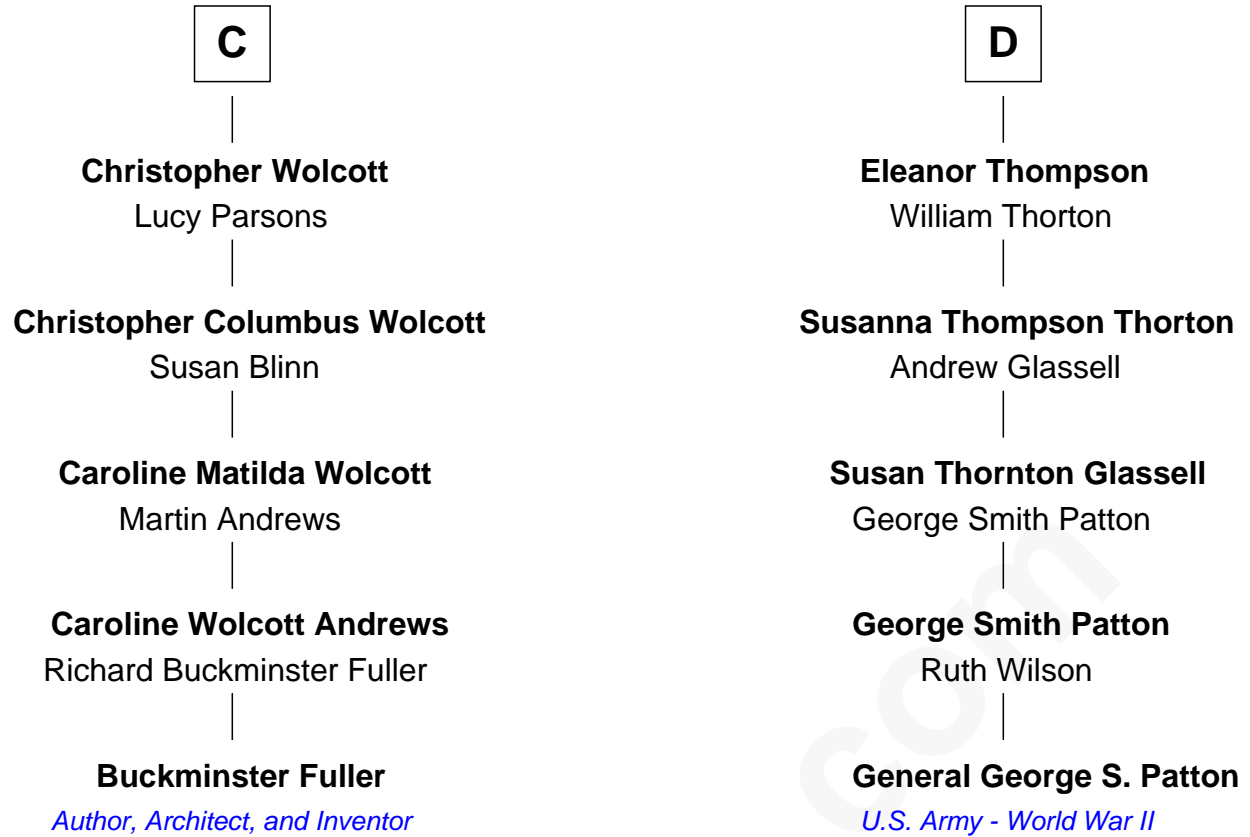 C
Christopher Wolcott
Lucy Parsons
Christopher Columbus Wolcott
Susan Blinn
Caroline Matilda Wolcott
Martin Andrews
Caroline Wolcott Andrews
Richard Buckminster Fuller
Buckminster Fuller
Author, Architect, and Inventor
D
Eleanor Thompson
William Thorton
Susanna Thompson Thorton
Andrew Glassell
Susan Thornton Glassell
George Smith Patton
George Smith Patton
Ruth Wilson
General George S. Patton
U.S. Army - World War II
com